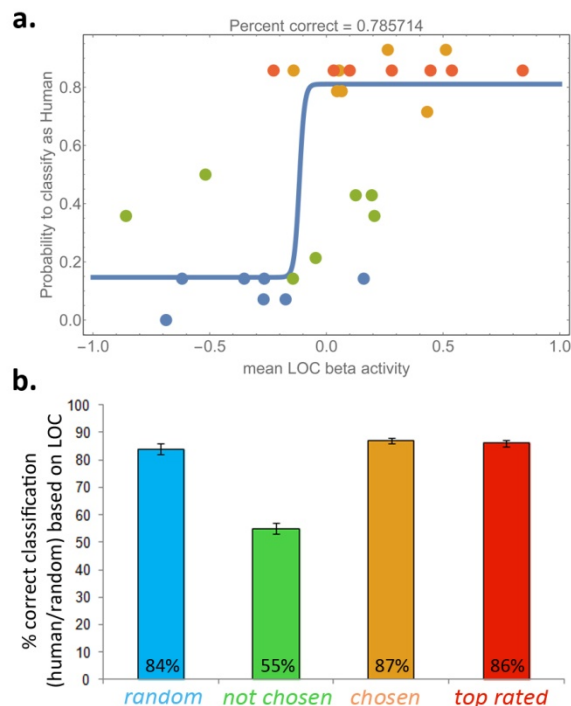 a.
Percent correct = 0.785714
Probability to classify as Human
0.8
0.6
0.4
0.2
0.0
−1.0 −0.5 0.0 0.5 1.0
mean LOC beta activity
b.
% correct classification
(human/random) based on LOC
100
90
80
70
60
50
40
30
20
10
0
84% 55% 87% 86%
random not chosen chosen top rated